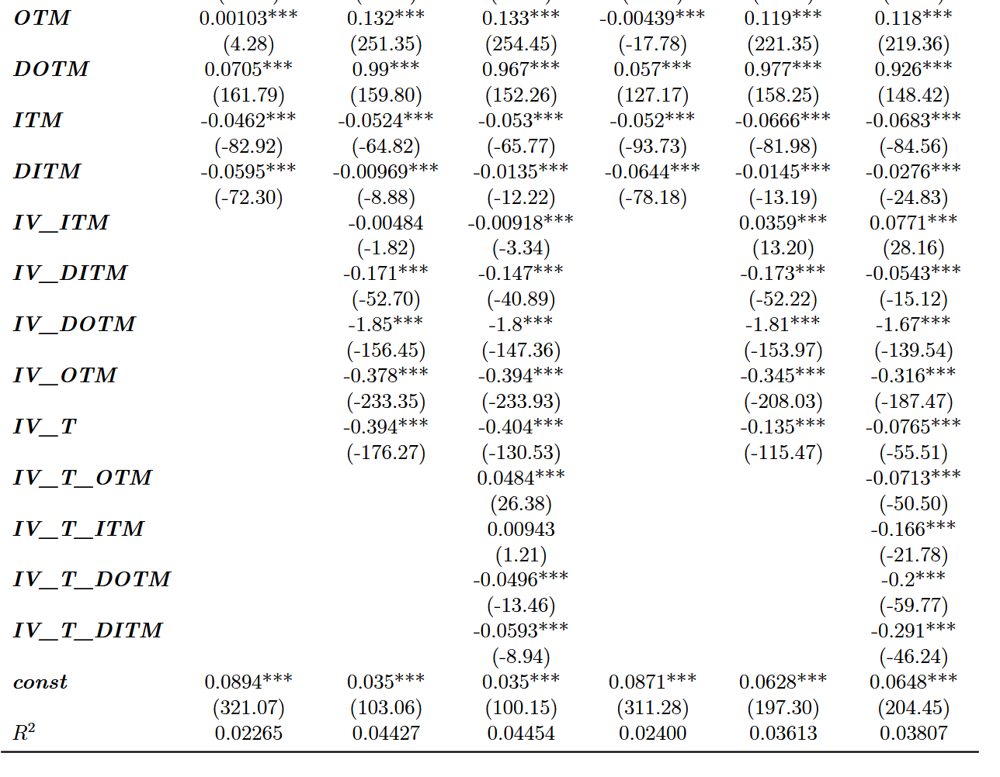 OTM 0.00103*** 0.132*** 0.133*** -0.00439*** 0.119*** 0.118***
(4.28) (251.35) (254.45) (-17.78) (221.35) (219.36)
DOTM 0.0705*** 0.99*** 0.967*** 0.057*** 0.977*** 0.926***
(161.79) (159.80) (152.26) (127.17) (158.25) (148.42)
ITM -0.0462*** -0.0524*** -0.053*** -0.052*** -0.0666*** -0.0683***
(-82.92) (-64.82) (-65.77) (-93.73) (-81.98) (-84.56)
DITM -0.0595*** -0.00969*** -0.0135*** -0.0644*** -0.0145*** -0.0276***
(-72.30) (-8.88) (-12.22) (-78.18) (-13.19) (-24.83)
IV_ITM -0.00484 -0.00918*** 0.0359*** 0.0771***
(-1.82) (-3.34) (13.20) (28.16)
IV_DITM -0.171*** -0.147*** -0.173*** -0.0543***
(-52.70) (-40.89) (-52.22) (-15.12)
IV_DOTM -1.85*** -1.8*** -1.81*** -1.67***
(-156.45) (-147.36) (-153.97) (-139.54)
IV_OTM -0.378*** -0.394*** -0.345*** -0.316***
(-233.35) (-233.93) (-208.03) (-187.47)
IV_T -0.394*** -0.404*** -0.135*** -0.0765***
(-176.27) (-130.53) (-115.47) (-55.51)
IV_T_OTM 0.0484*** -0.0713***
(26.38) (-50.50)
IV_T_ITM 0.00943 -0.166***
(1.21) (-21.78)
IV_T_DOTM -0.0496*** -0.2***
(-13.46) (-59.77)
IV_T_DITM -0.0593*** -0.291***
(-8.94) (-46.24)
const 0.0894*** 0.035*** 0.035*** 0.0871*** 0.0628*** 0.0648***
(321.07) (103.06) (100.15) (311.28) (197.30) (204.45)
R² 0.02265 0.04427 0.04454 0.02400 0.03613 0.03807